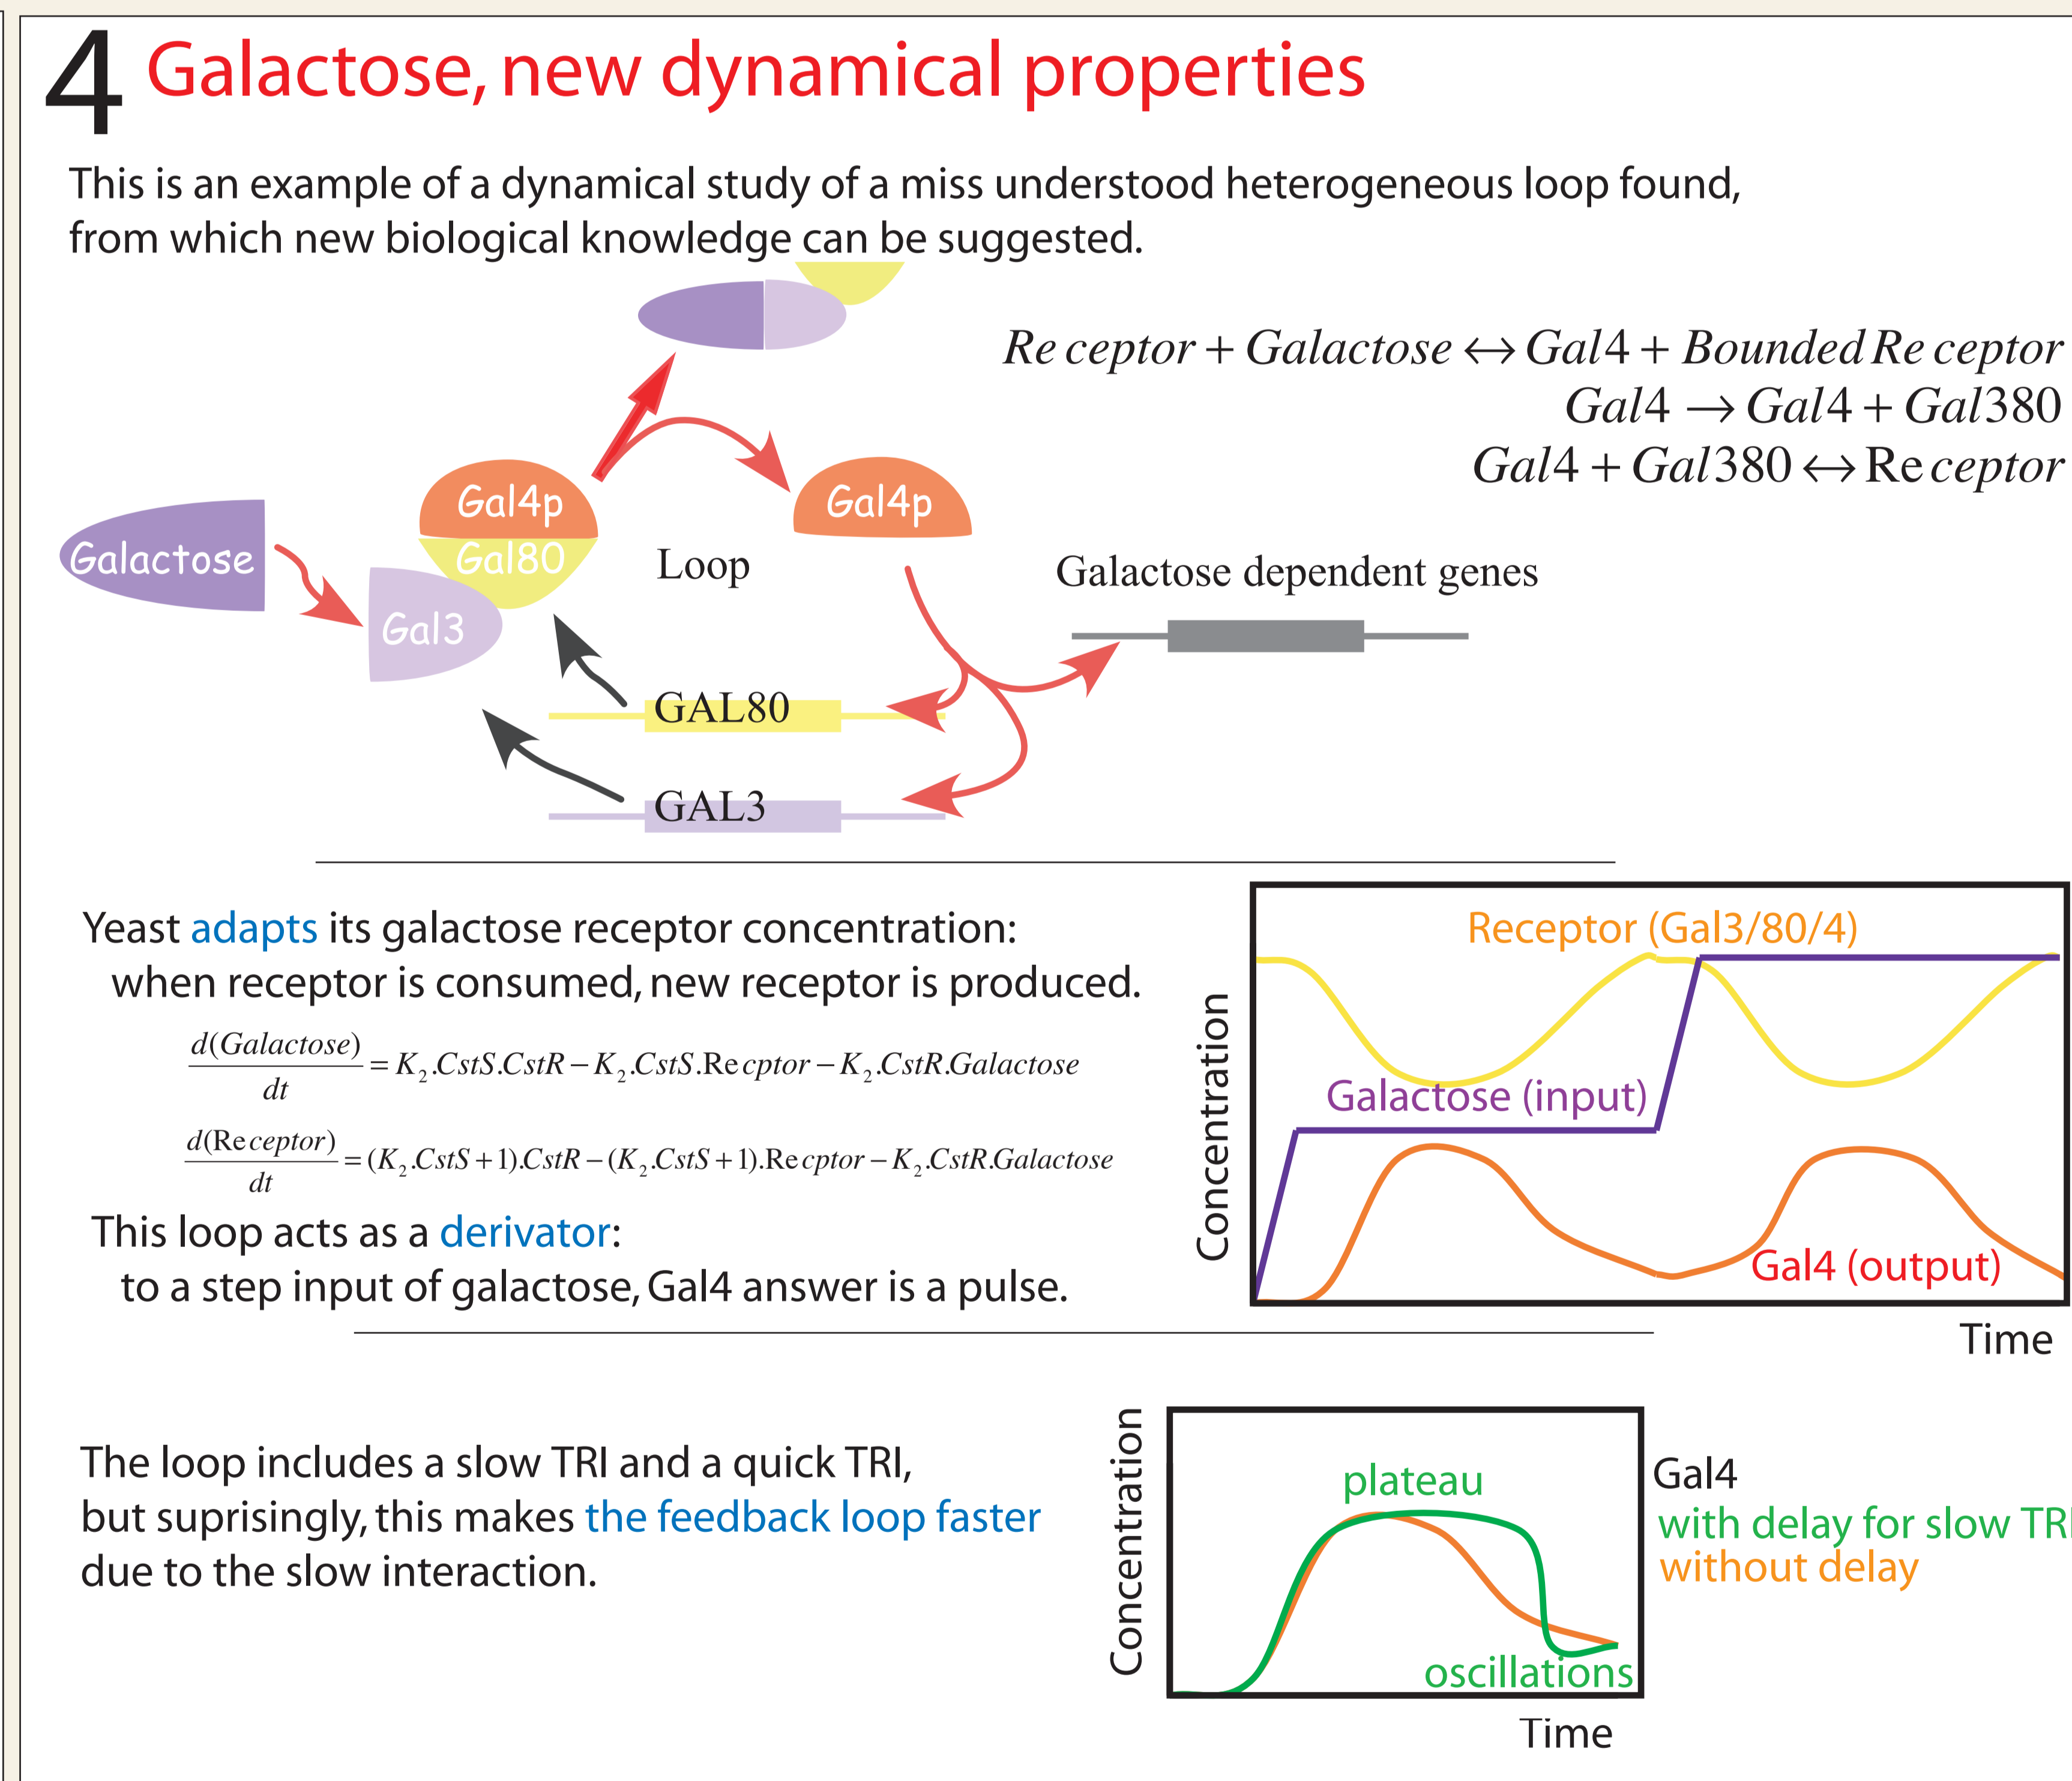 4 Galactose, new dynamical properties
This is an example of a dynamical study of a miss understood heterogeneous loop found,
from which new biological knowledge can be suggested.
Receptor + Galactose ↔ Gal4 + Bounded Receptor
Gal4 → Gal4 + Gal380
Gal4 + Gal380 ↔ Receptor
Gal4p
Gal4p
Galactose
Gal80
Loop
Galactose dependent genes
Gal3
GAL80
GAL3
Yeast adapts its galactose receptor concentration:
when receptor is consumed, new receptor is produced.
d(Galactose)/dt = K₂.CstS.CstR – K₂.CstS.Recptor – K₂.CstR.Galactose
d(Receptor)/dt = (K₂.CstS + 1).CstR – (K₂.CstS + 1).Recptor – K₂.CstR.Galactose
This loop acts as a derivator:
to a step input of galactose, Gal4 answer is a pulse.
Receptor (Gal3/80/4)
Galactose (input)
Gal4 (output)
Concentration
Time
The loop includes a slow TRI and a quick TRI,
but suprisingly, this makes the feedback loop faster
due to the slow interaction.
Concentration
plateau
oscillations
Time
Gal4
with delay for slow TRI
without delay